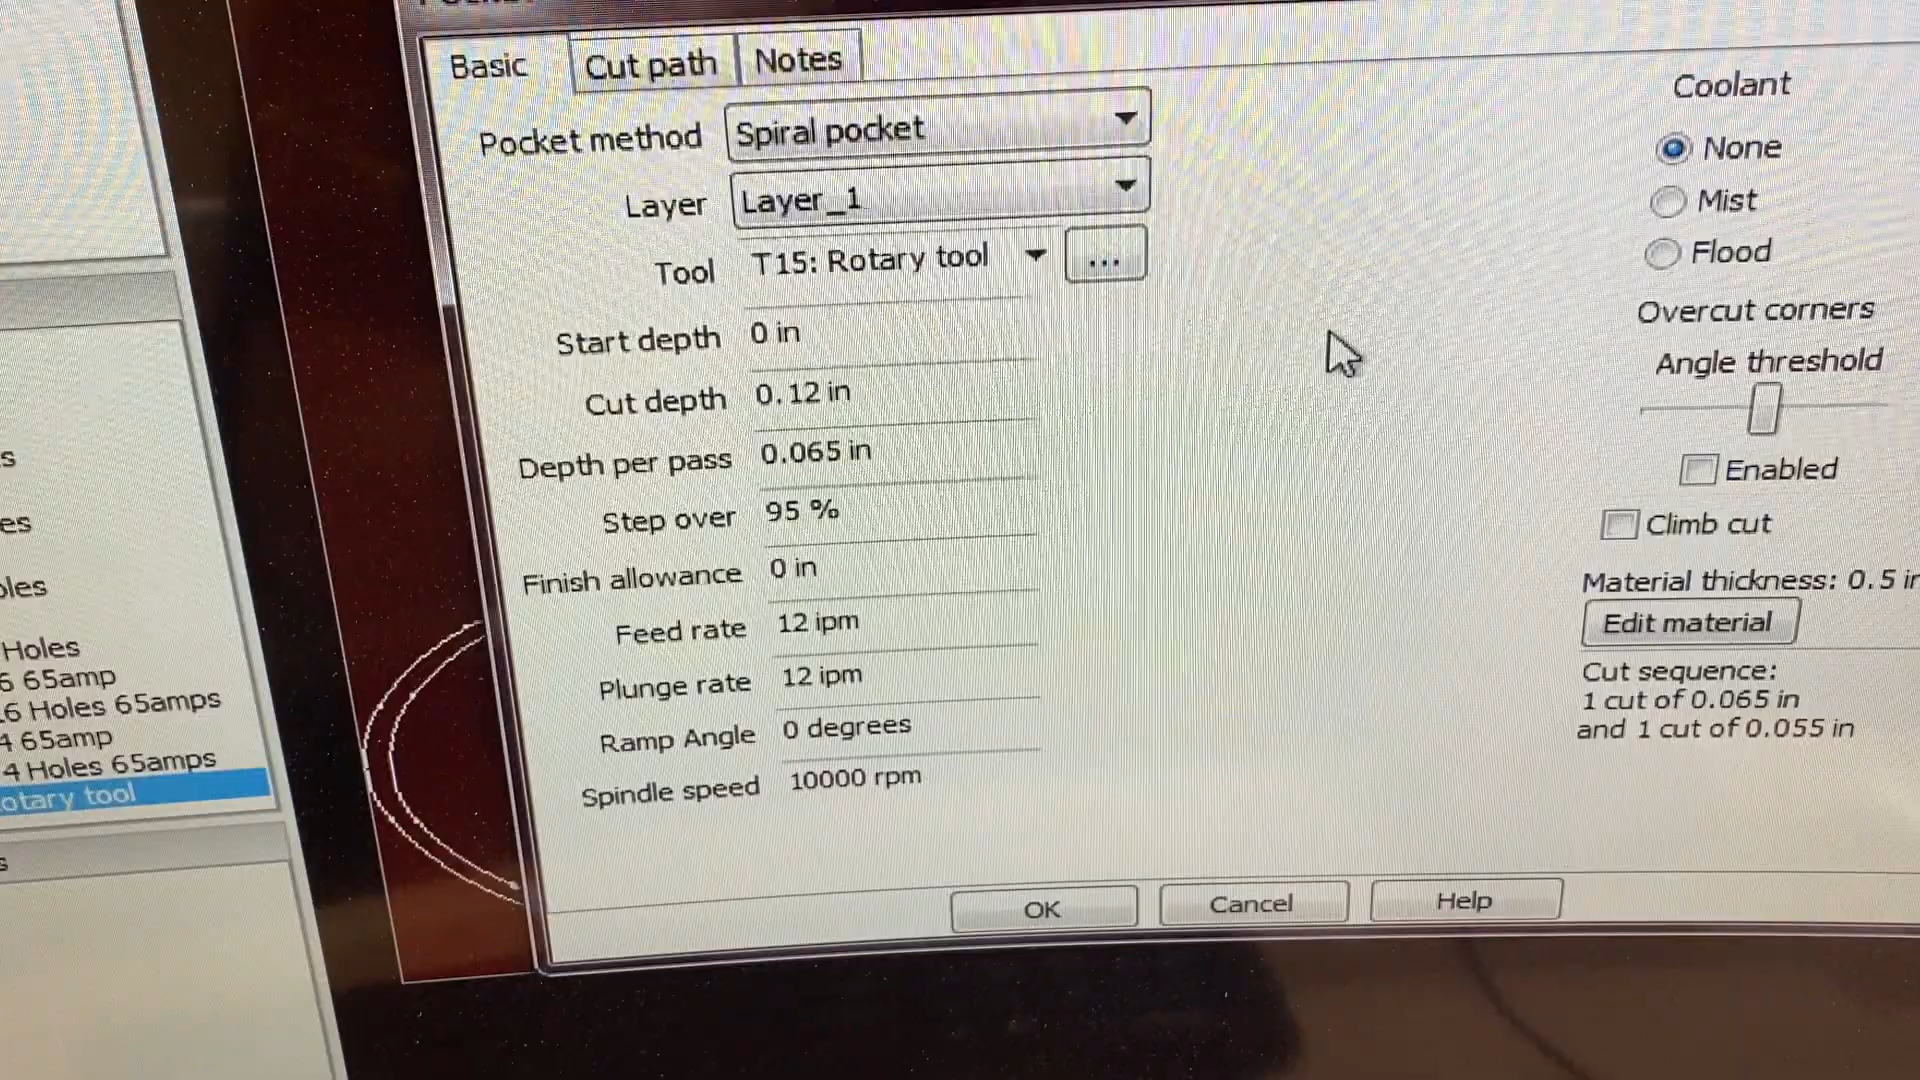 Basic
Cut path
Notes
Pocket method
Spiral pocket
Layer
Layer_1
Tool
T15: Rotary tool
...
Start depth
0 in
Cut depth
0.12 in
Depth per pass
0.065 in
Step over
95 %
Finish allowance
0 in
Feed rate
12 ipm
Plunge rate
12 ipm
Ramp Angle
0 degrees
Spindle speed
10000 rpm
Coolant
None
Mist
Flood
Overcut corners
Angle threshold
Enabled
Climb cut
Material thickness: 0.5 in
Edit material
Cut sequence:
1 cut of 0.065 in
and 1 cut of 0.055 in
OK
Cancel
Help
s
es
oles
Holes
6 65amp
16 Holes 65amps
4 65amp
4 Holes 65amps
otary tool
s